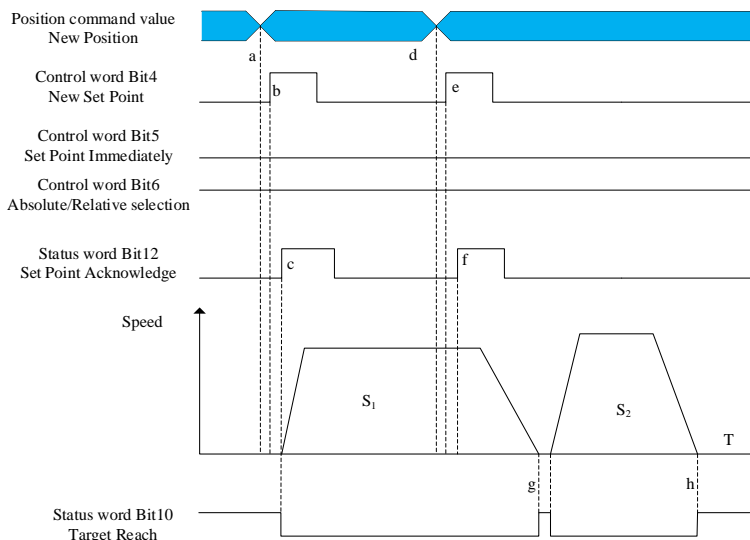 Position command value
New Position
a
d
Control word Bit4
New Set Point
b
e
Control word Bit5
Set Point Immediately
Control word Bit6
Absolute/Relative selection
Status word Bit12
Set Point Acknowledge
c
f
Speed
S1
S2
T
g
h
Status word Bit10
Target Reach